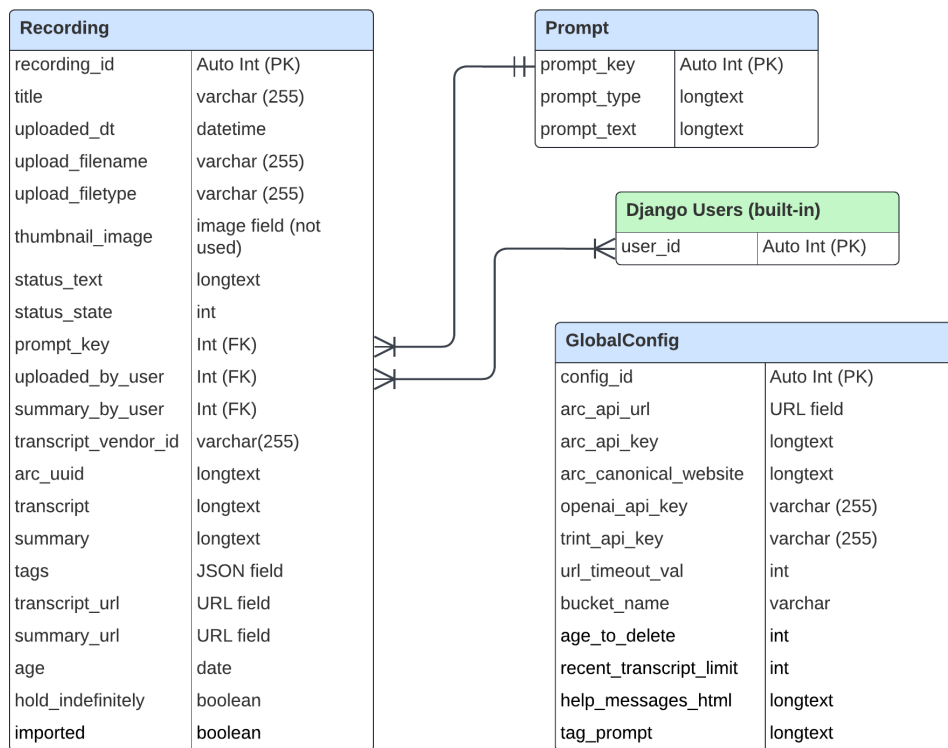 Recording
recording_id Auto Int (PK)
title varchar (255)
uploaded_dt datetime
upload_filename varchar (255)
upload_filetype varchar (255)
thumbnail_image image field (not
used)
status_text longtext
status_state int
prompt_key Int (FK)
uploaded_by_user Int (FK)
summary_by_user Int (FK)
transcript_vendor_id varchar(255)
arc_uuid longtext
transcript longtext
summary longtext
tags JSON field
transcript_url URL field
summary_url URL field
age date
hold_indefinitely boolean
imported boolean
Prompt
prompt_key Auto Int (PK)
prompt_type longtext
prompt_text longtext
Django Users (built-in)
user_id Auto Int (PK)
GlobalConfig
config_id Auto Int (PK)
arc_api_url URL field
arc_api_key longtext
arc_canonical_website longtext
openai_api_key varchar (255)
trint_api_key varchar (255)
url_timeout_val int
bucket_name varchar
age_to_delete int
recent_transcript_limit int
help_messages_html longtext
tag_prompt longtext